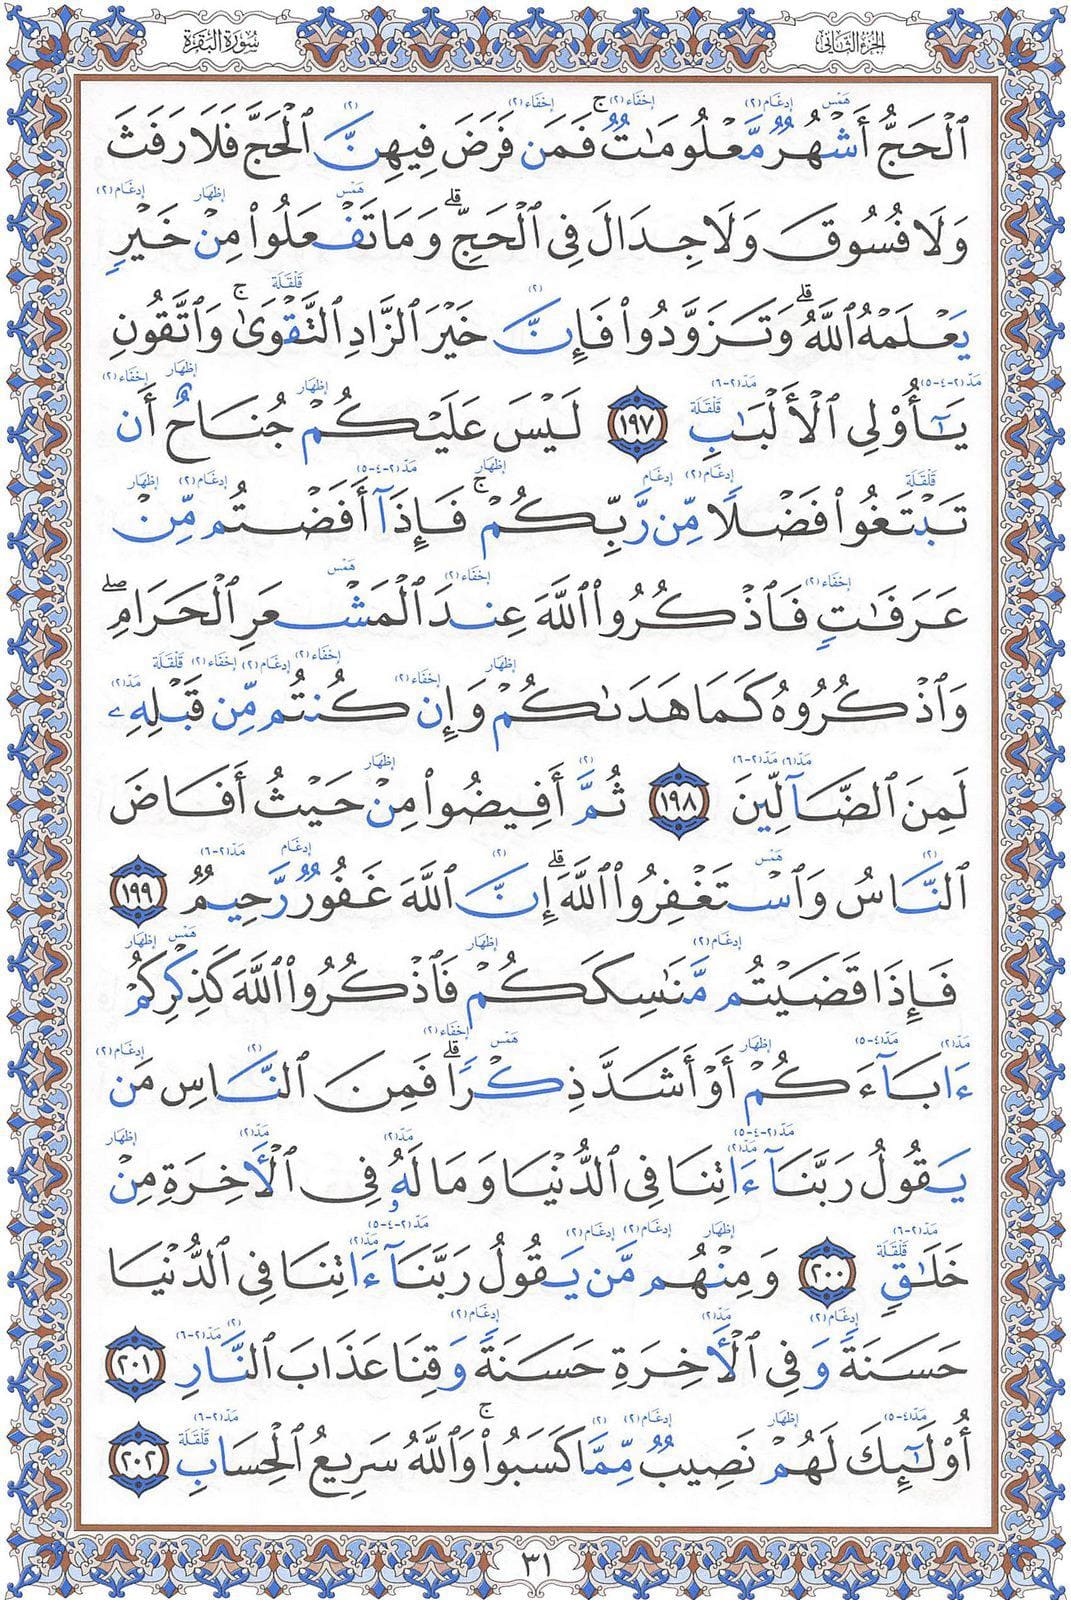 الجزء الثاني
سورة البقرة
ٱلْحَجُّ أَشْهُرٌ مَّعْلُومَٰتٌ ۚ فَمَن فَرَضَ فِيهِنَّ ٱلْحَجَّ فَلَا رَفَثَ
وَلَا فُسُوقَ وَلَا جِدَالَ فِى ٱلْحَجِّ ۗ وَمَا تَفْعَلُوا۟ مِنْ خَيْرٍ
يَعْلَمْهُ ٱللَّهُ ۗ وَتَزَوَّدُوا۟ فَإِنَّ خَيْرَ ٱلزَّادِ ٱلتَّقْوَىٰ ۚ وَٱتَّقُونِ
يَٰٓأُو۟لِى ٱلْأَلْبَٰبِ ١٩٧ لَيْسَ عَلَيْكُمْ جُنَاحٌ أَن
تَبْتَغُوا۟ فَضْلًا مِّن رَّبِّكُمْ ۚ فَإِذَآ أَفَضْتُم مِّنْ
عَرَفَٰتٍ فَٱذْكُرُوا۟ ٱللَّهَ عِندَ ٱلْمَشْعَرِ ٱلْحَرَامِ ۖ
وَٱذْكُرُوهُ كَمَا هَدَىٰكُمْ وَإِن كُنتُم مِّن قَبْلِهِۦ
لَمِنَ ٱلضَّآلِّينَ ١٩٨ ثُمَّ أَفِيضُوا۟ مِنْ حَيْثُ أَفَاضَ
ٱلنَّاسُ وَٱسْتَغْفِرُوا۟ ٱللَّهَ ۗ إِنَّ ٱللَّهَ غَفُورٌ رَّحِيمٌ ١٩٩
فَإِذَا قَضَيْتُم مَّنَٰسِكَكُمْ فَٱذْكُرُوا۟ ٱللَّهَ كَذِكْرِكُمْ
ءَابَآءَكُمْ أَوْ أَشَدَّ ذِكْرًا ۗ فَمِنَ ٱلنَّاسِ مَن
يَقُولُ رَبَّنَآ ءَاتِنَا فِى ٱلدُّنْيَا وَمَا لَهُۥ فِى ٱلْأَخِرَةِ مِنْ
خَلَٰقٍ ٢٠٠ وَمِنْهُم مَّن يَقُولُ رَبَّنَآ ءَاتِنَا فِى ٱلدُّنْيَا
حَسَنَةً وَفِى ٱلْأَخِرَةِ حَسَنَةً وَقِنَا عَذَابَ ٱلنَّارِ ٢٠١
أُو۟لَٰٓئِكَ لَهُمْ نَصِيبٌ مِّمَّا كَسَبُوا۟ ۚ وَٱللَّهُ سَرِيعُ ٱلْحِسَابِ ٢٠٢
٣١